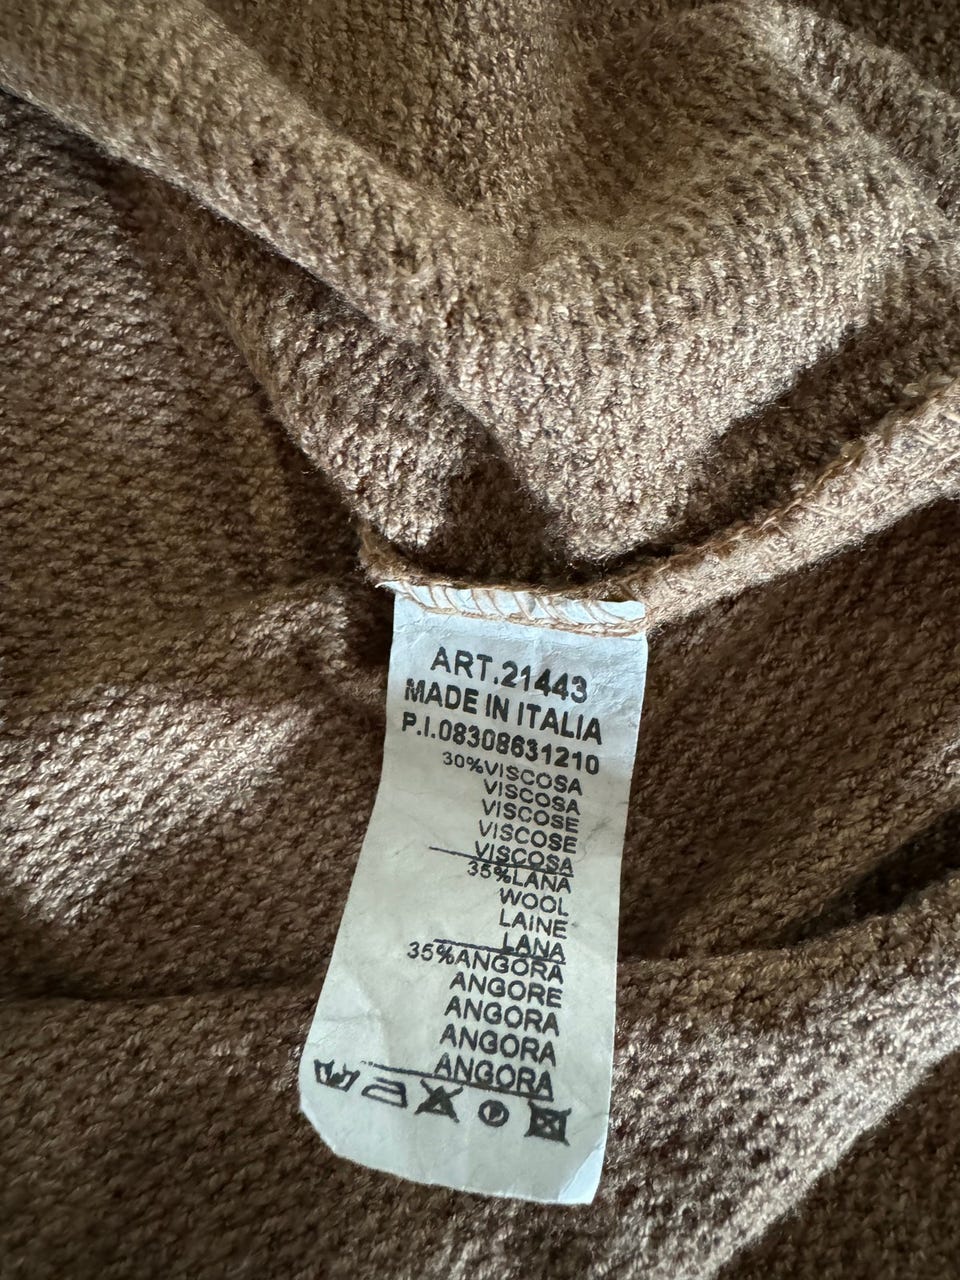 ART.21443
MADE IN ITALIA
P.I.08308631210
30%VISCOSA
VISCOSA
VISCOSE
VISCOSE
VISCOSA
35%LANA
WOOL
LAINE
LANA
35%ANGORA
ANGORE
ANGORA
ANGORA
ANGORA
P